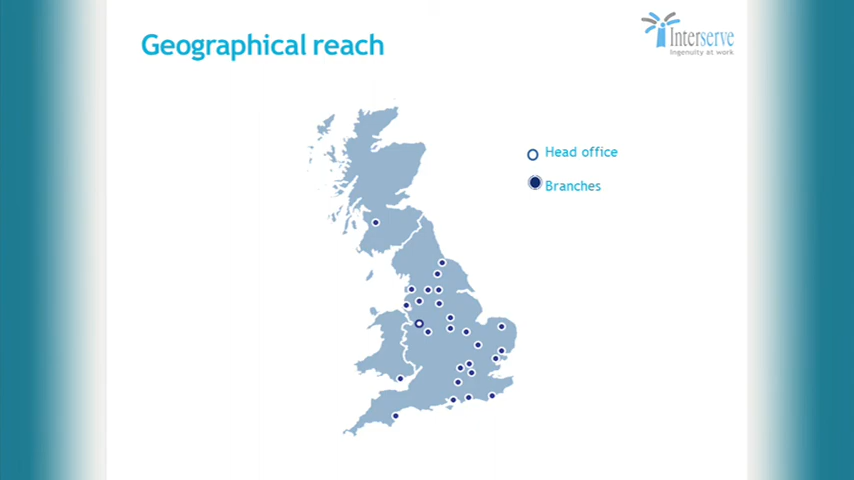 Geographical reach
Interserve
Ingenuity at work
Head office
Branches